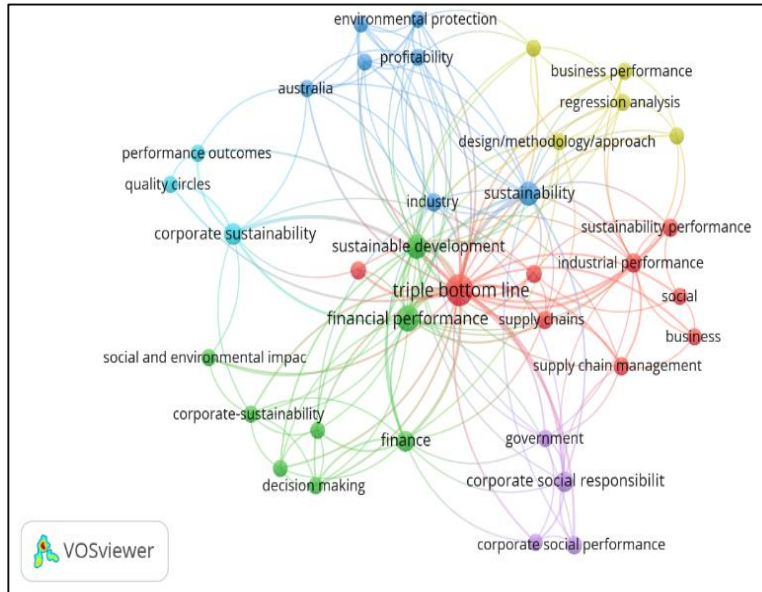 environmental protection
profitability
business performance
australia
regression analysis
design/methodology/approach
performance outcomes
quality circles
sustainability
industry
corporate sustainability
sustainable development
sustainability performance
industrial performance
triple bottom line
social
financial performance
supply chains
business
social and environmental impac
supply chain management
corporate-sustainability
finance
government
corporate social responsibilit
decision making
corporate social performance
VOSviewer